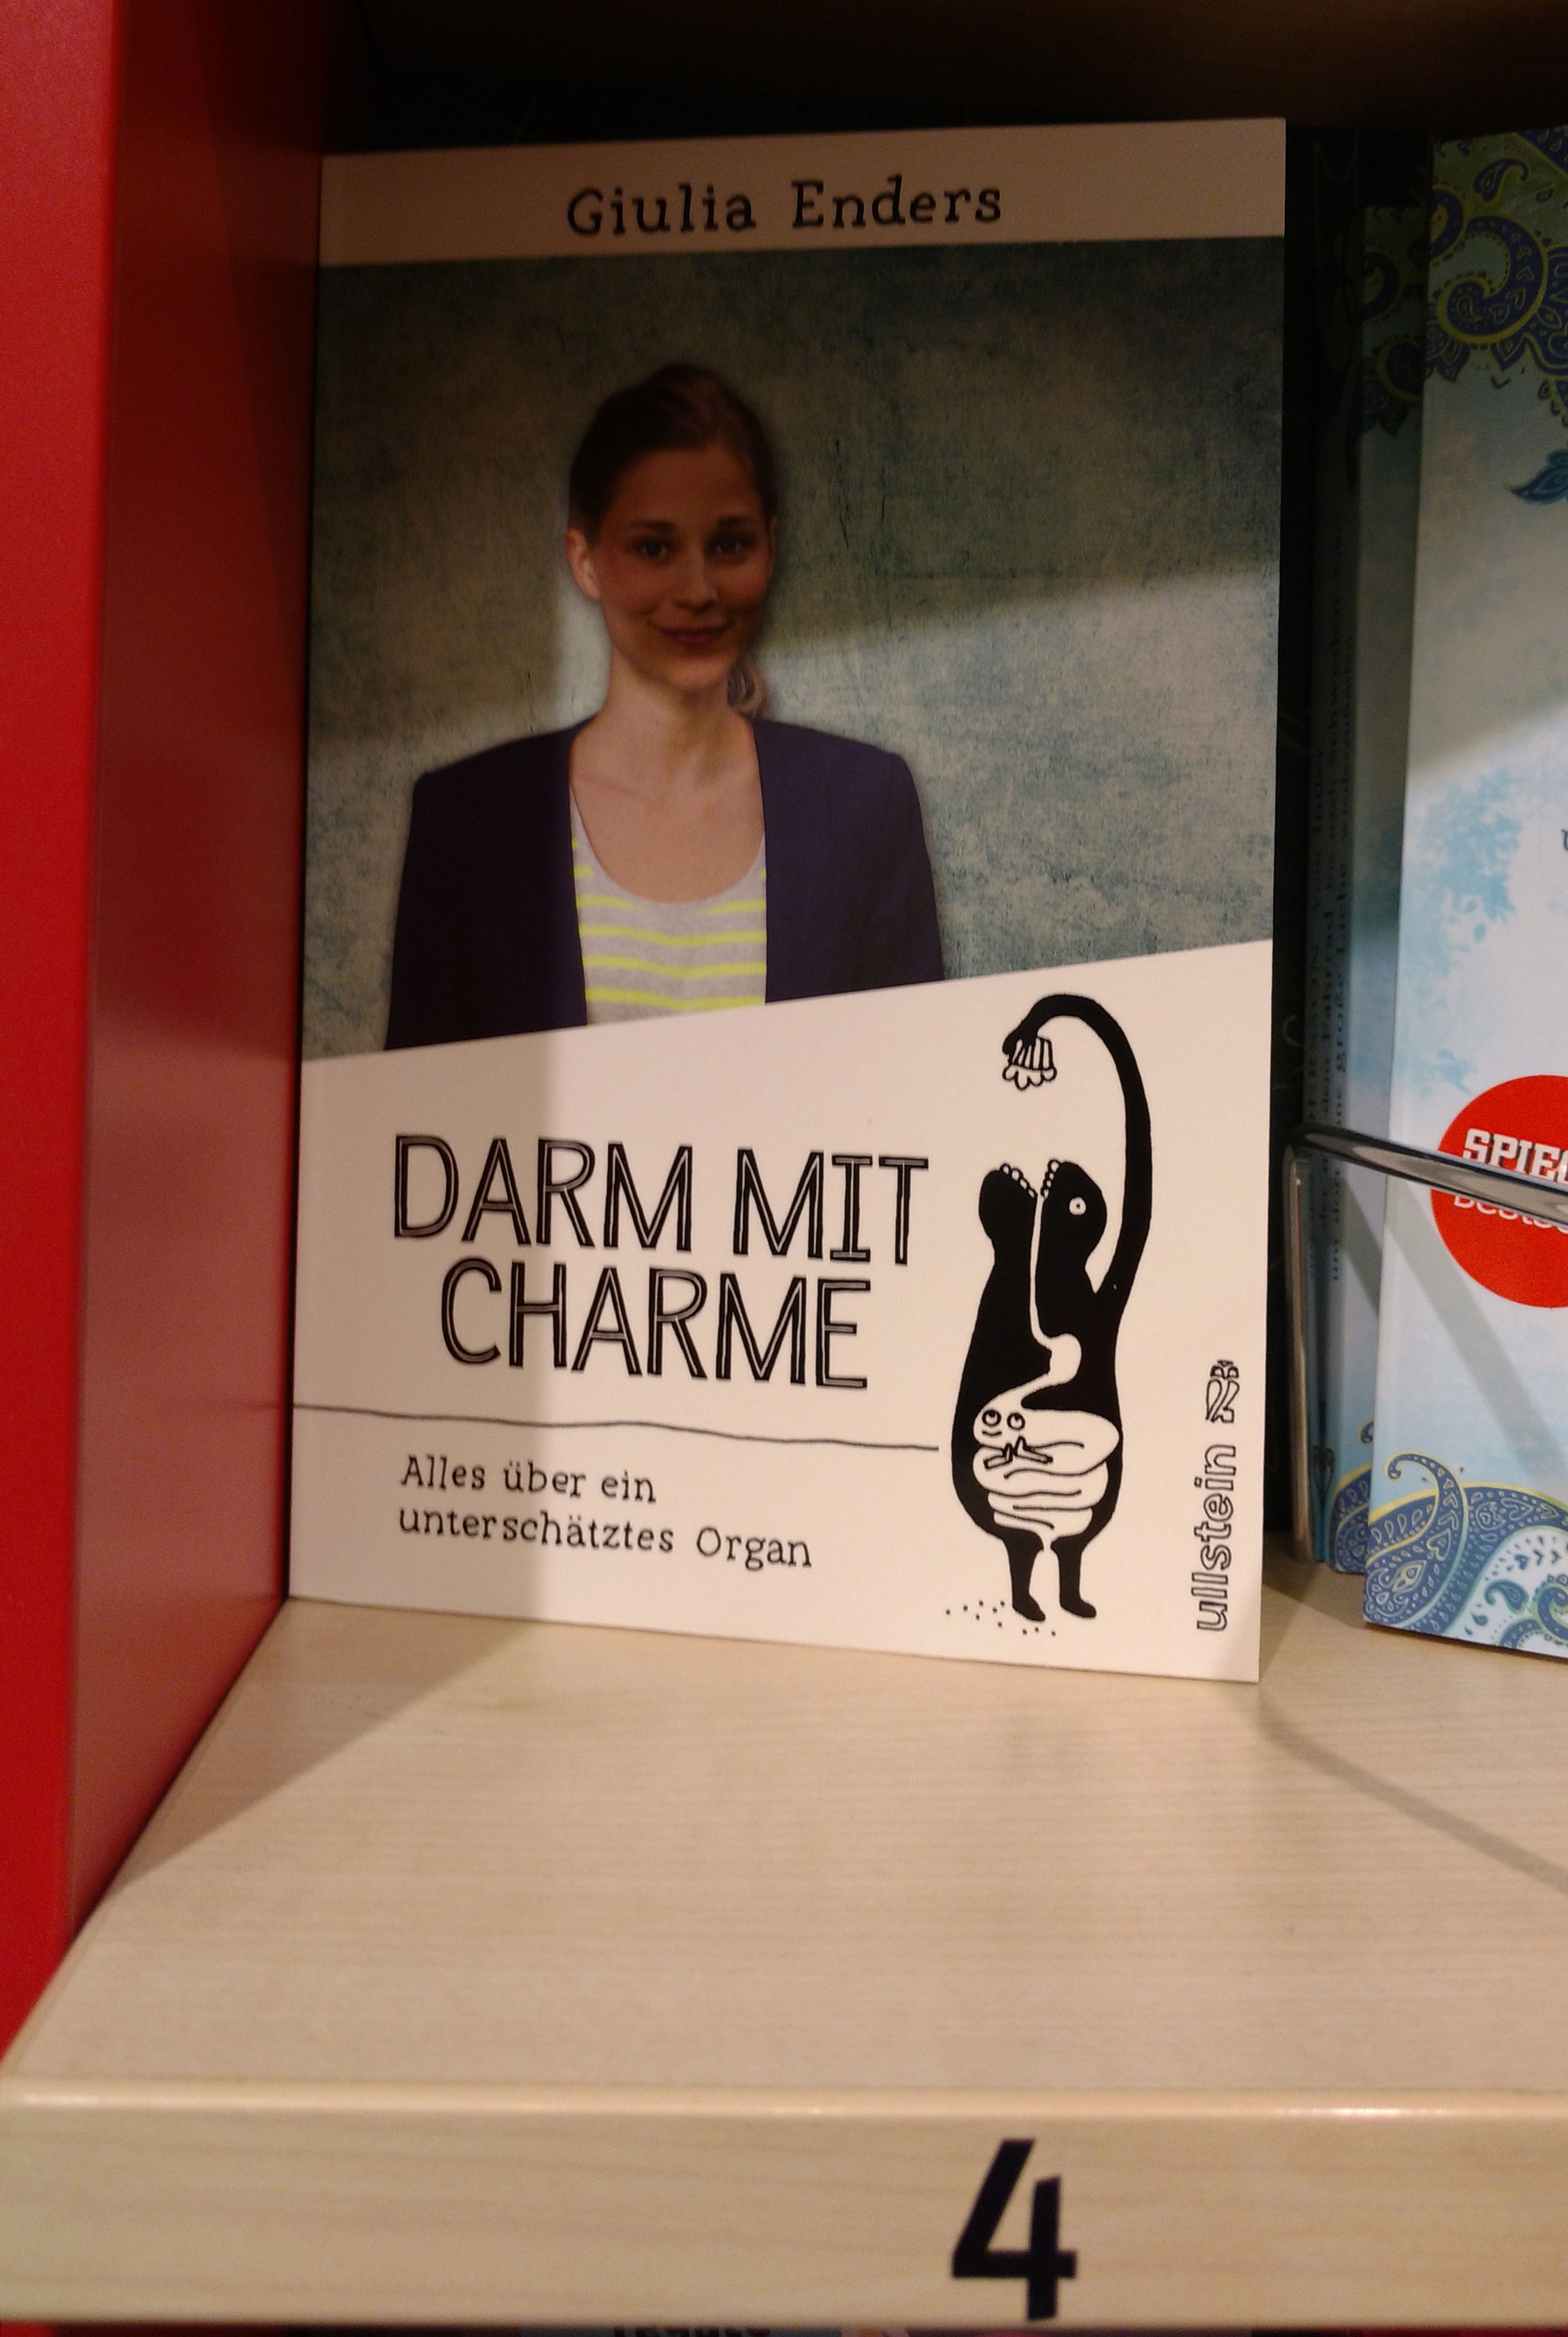 Giulia Enders
DARM MIT
CHARME
Alles über ein
unterschätztes Organ
ullstein
4